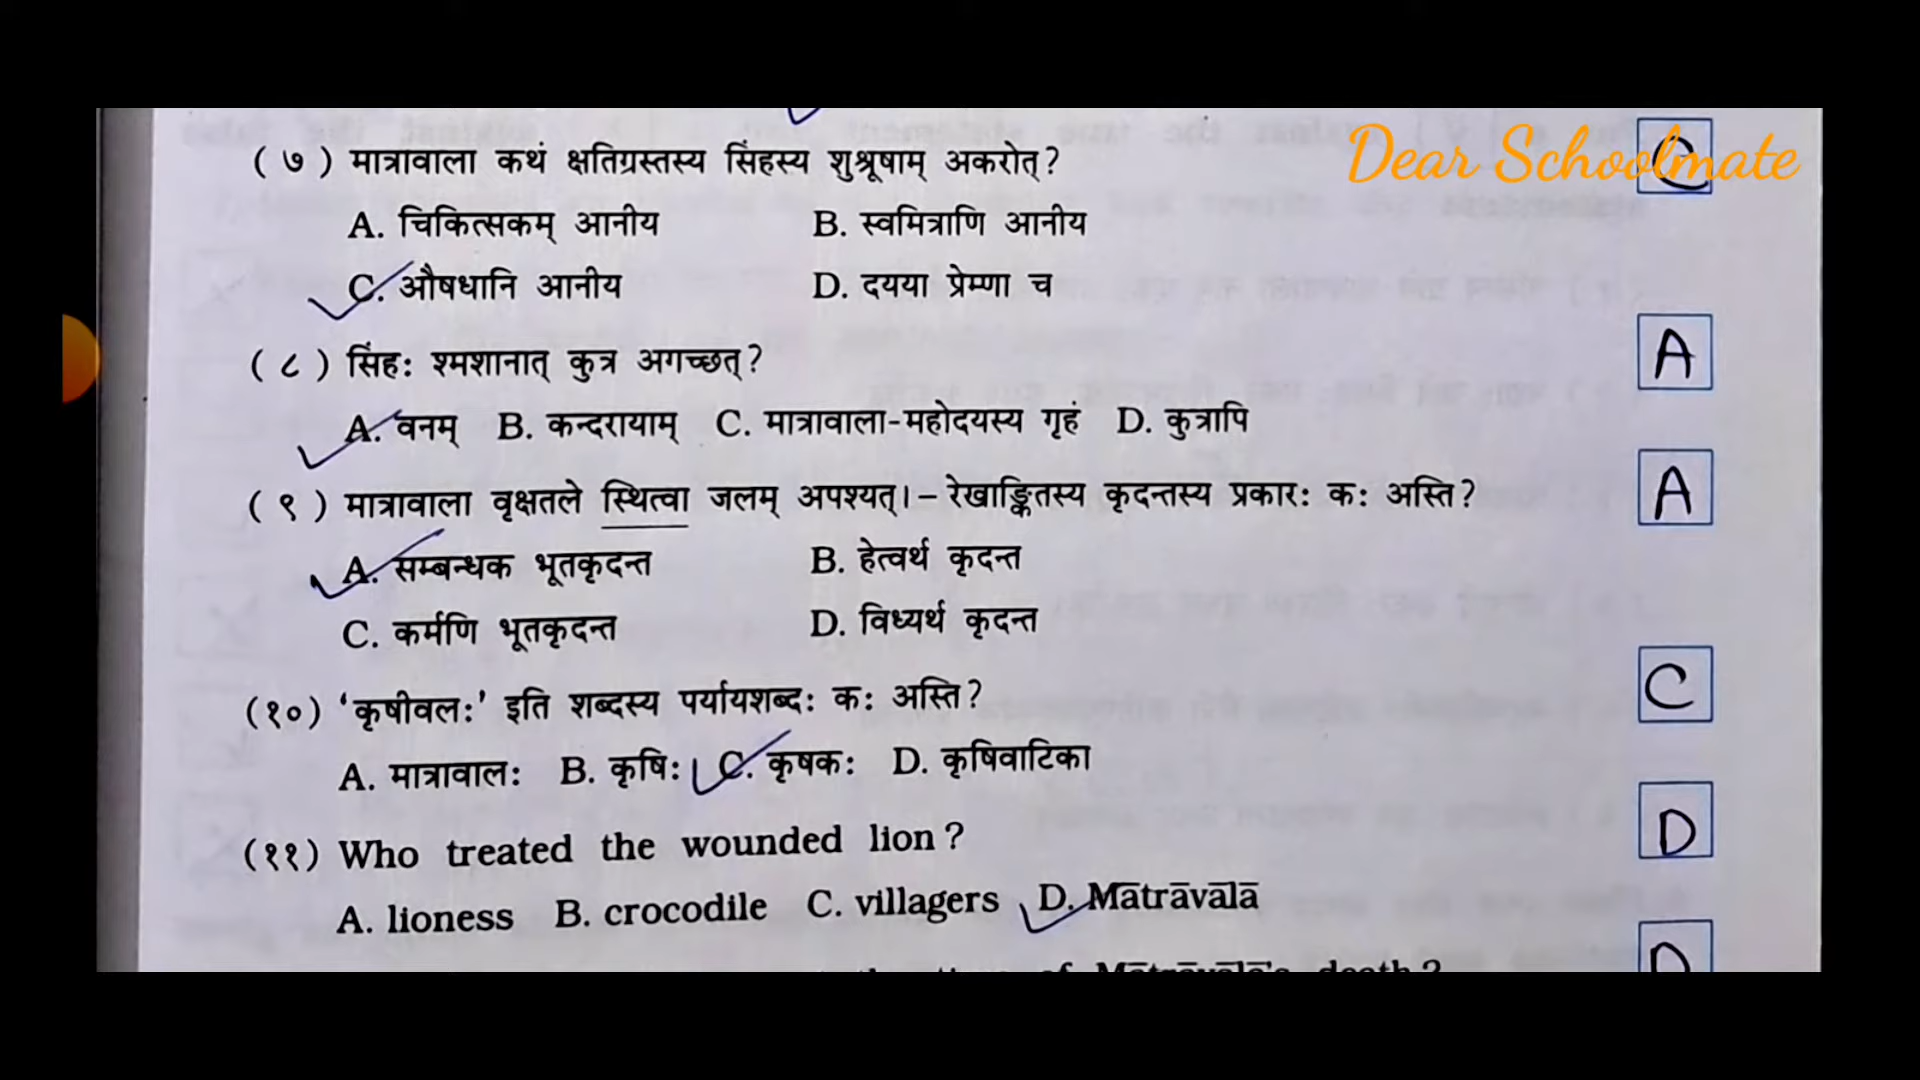 Dear Schoolmate
( ७ ) मात्रावाला कथं क्षतिग्रस्तस्य सिंहस्य शुश्रूषाम् अकरोत्? C
A. चिकित्सकम् आनीय B. स्वमित्राणि आनीय
C. औषधानि आनीय D. दयया प्रेम्णा च
( ८ ) सिंहः श्मशानात् कुत्र अगच्छत्? A
A. वनम् B. कन्दरायाम् C. मात्रावाला-महोदयस्य गृहं D. कुत्रापि
( ९ ) मात्रावाला वृक्षतले स्थित्वा जलम् अपश्यत्। – रेखाङ्कितस्य कृदन्तस्य प्रकारः कः अस्ति? A
A. सम्बन्धक भूतकृदन्त B. हेत्वर्थ कृदन्त
C. कर्मणि भूतकृदन्त D. विध्यर्थ कृदन्त
(१०) ‘कृषीवलः’ इति शब्दस्य पर्यायशब्दः कः अस्ति? C
A. मात्रावालः B. कृषिः C. कृषकः D. कृषिवाटिका
(११) Who treated the wounded lion? D
A. lioness B. crocodile C. villagers D. Mātrāvālā
of Mātrāvālā's death? D